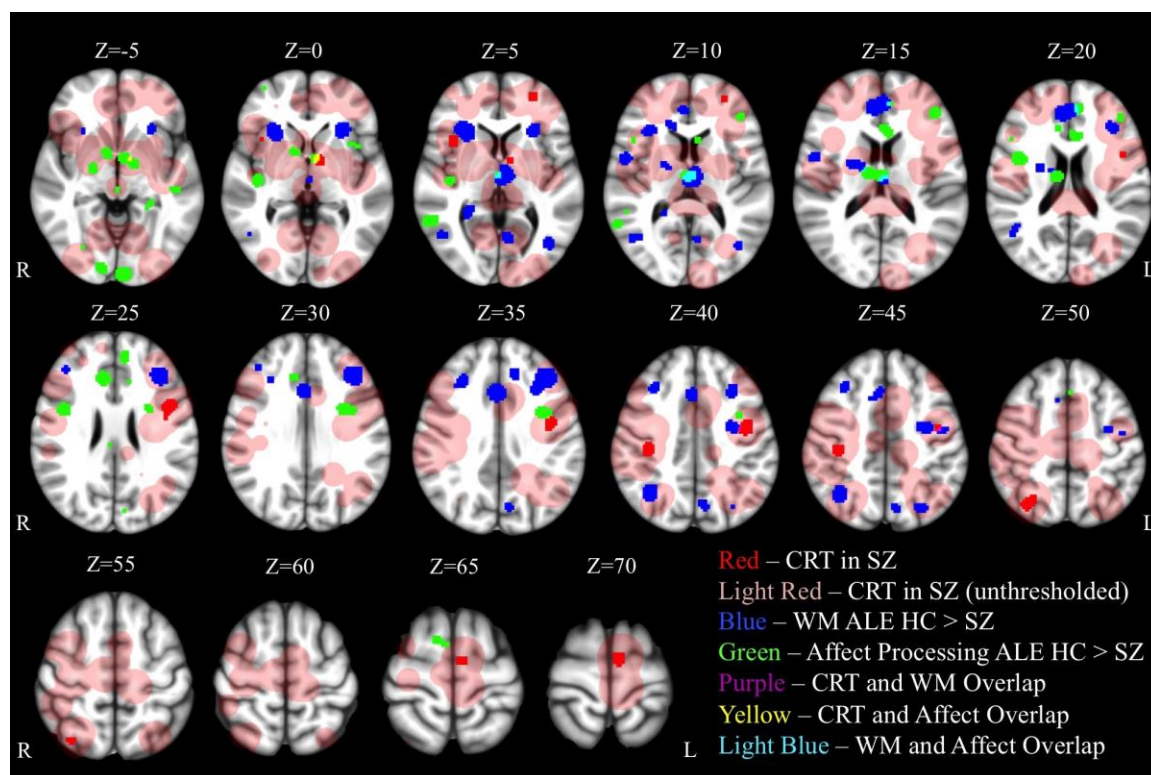 Z=-5 Z=0 Z=5 Z=10 Z=15 Z=20
R L
Z=25 Z=30 Z=35 Z=40 Z=45 Z=50
R L
Z=55 Z=60 Z=65 Z=70
R L
Red – CRT in SZ
Light Red – CRT in SZ (unthresholded)
Blue – WM ALE HC > SZ
Green – Affect Processing ALE HC > SZ
Purple – CRT and WM Overlap
Yellow – CRT and Affect Overlap
Light Blue – WM and Affect Overlap